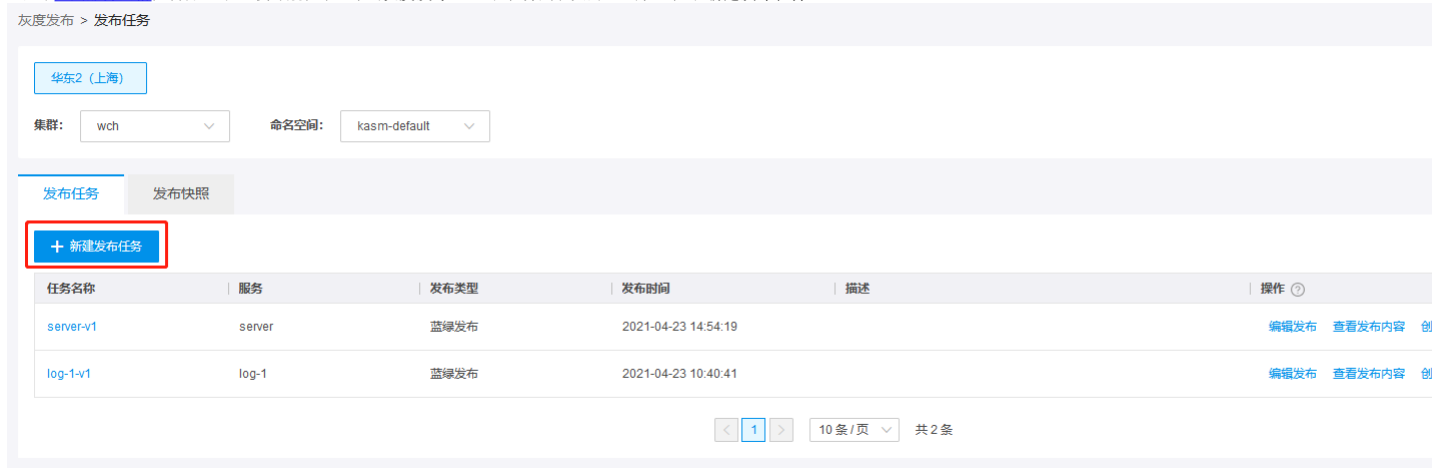 灰度发布 > 发布任务
华东2（上海）
集群： wch 命名空间： kasm-default
发布任务 发布快照
+ 新建发布任务
任务名称 服务 发布类型 发布时间 描述 操作
server-v1 server 蓝绿发布 2021-04-23 14:54:19 编辑发布 查看发布内容 创
log-1-v1 log-1 蓝绿发布 2021-04-23 10:40:41 编辑发布 查看发布内容 创
< 1 > 10 条 / 页 共 2 条